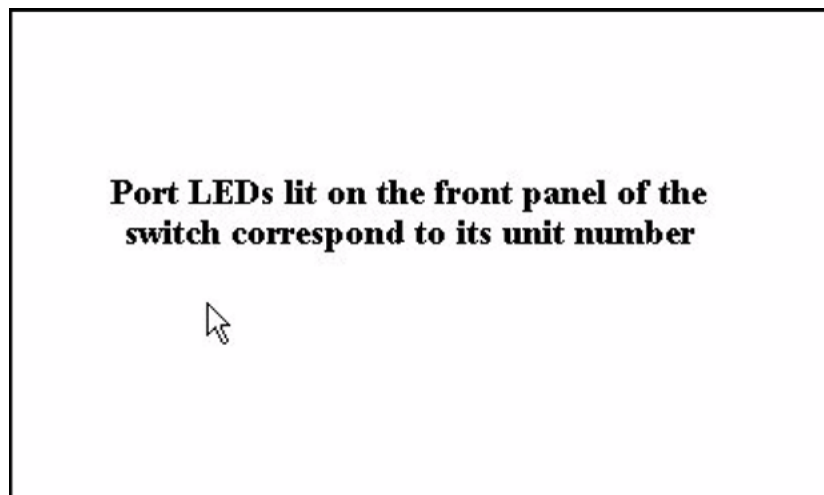 Port LEDs lit on the front panel of the
switch correspond to its unit number